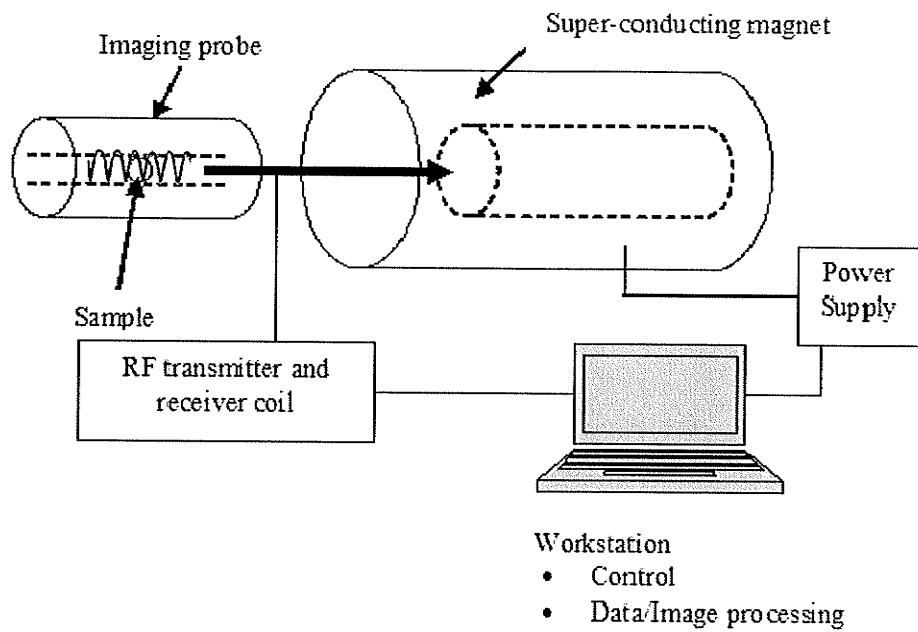 Super-conducting magnet
Imaging probe
Sample
Power
Supply
RF transmitter and
receiver coil
Workstation
• Control
• Data/Image processing